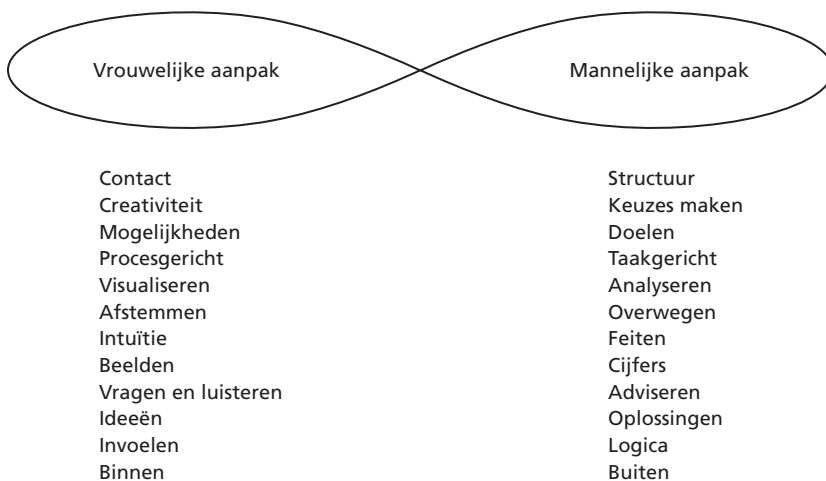 Vrouwelijke aanpak
Mannelijke aanpak
Contact
Creativiteit
Mogelijkheden
Procesgericht
Visualiseren
Afstemmen
Intuïtie
Beelden
Vragen en luisteren
Ideeën
Invoelen
Binnen
Structuur
Keuzes maken
Doelen
Taakgericht
Analyseren
Overwegen
Feiten
Cijfers
Adviseren
Oplossingen
Logica
Buiten